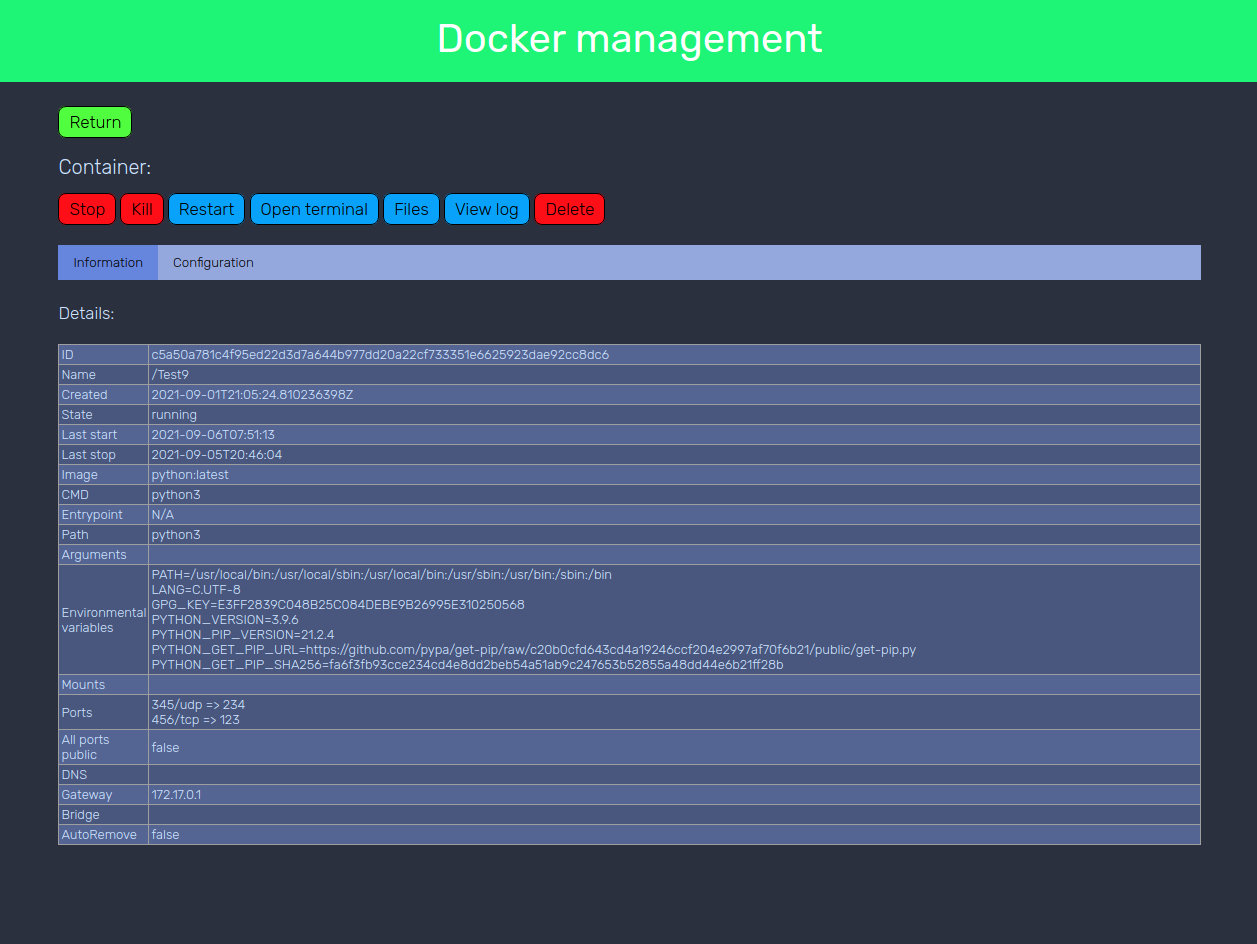 Docker management
Return
Container:
Stop Kill Restart Open terminal Files View log Delete
Information Configuration
Details:
ID c5a50a781c4f95ed22d3d7a644b977dd20a22cf733351e6625923dae92cc8dc6
Name /Test9
Created 2021-09-01T21:05:24.810236398Z
State running
Last start 2021-09-06T07:51:13
Last stop 2021-09-05T20:46:04
Image python:latest
CMD python3
Entrypoint N/A
Path python3
Arguments
Environmental
variables
PATH=/usr/local/bin:/usr/local/sbin:/usr/local/bin:/usr/sbin:/usr/bin:/sbin:/bin
LANG=C.UTF-8
GPG_KEY=E3FF2839C048B25C084DEBE9B26995E310250568
PYTHON_VERSION=3.9.6
PYTHON_PIP_VERSION=21.2.4
PYTHON_GET_PIP_URL=https://github.com/pypa/get-pip/raw/c20b0cfd643cd4a19246ccf204e2997af70f6b21/public/get-pip.py
PYTHON_GET_PIP_SHA256=fa6f3fb93cce234cd4e8dd2beb54a51ab9c247653b52855a48dd44e6b21ff28b
Mounts
Ports
345/udp => 234
456/tcp => 123
All ports
public
false
DNS
Gateway 172.17.0.1
Bridge
AutoRemove false